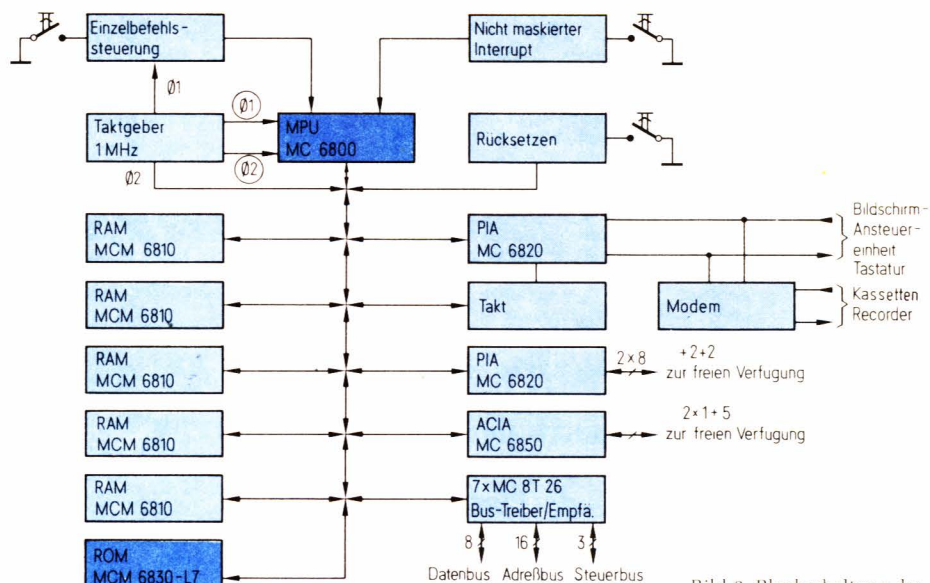 Einzelbefehls-
steuerung
Nicht maskierter
Interrupt
Ø1
Ø1
Taktgeber
1 MHz
MPU
MC 6800
Rücksetzen
Ø2
Ø2
RAM
MCM 6810
PIA
MC 6820
Bildschirm-
Ansteuer-
einheit
Tastatur
RAM
MCM 6810
Takt
Modem
Kassetten
Recorder
RAM
MCM 6810
PIA
MC 6820
2×8
+2+2
zur freien Verfugung
RAM
MCM 6810
ACIA
MC 6850
2×1+5
zur freien Verfugung
RAM
MCM 6810
7×MC 8T 26
Bus-Treiber/Empfä.
8
16
3
ROM
MCM 6830-L7
Datenbus
Adreßbus
Steuerbus